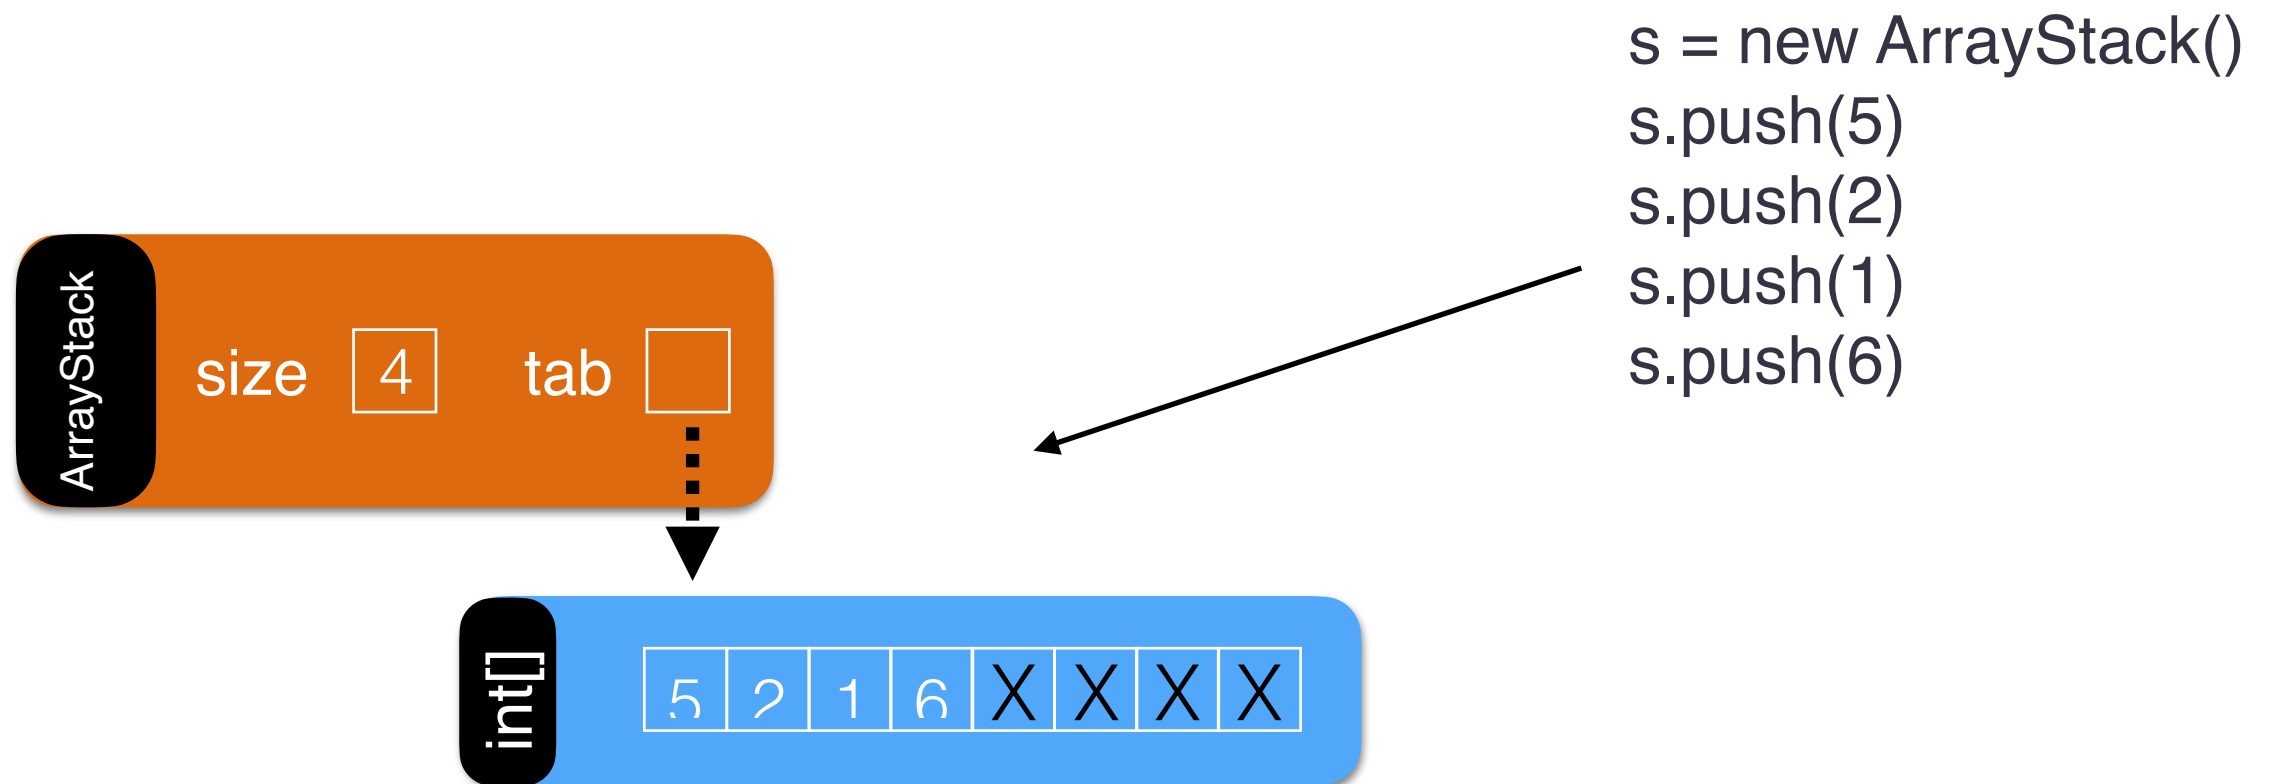 s = new ArrayStack()
s.push(5)
s.push(2)
s.push(1)
s.push(6)
ArrayStack
size 4 tab
int[]
5 2 1 6 X X X X